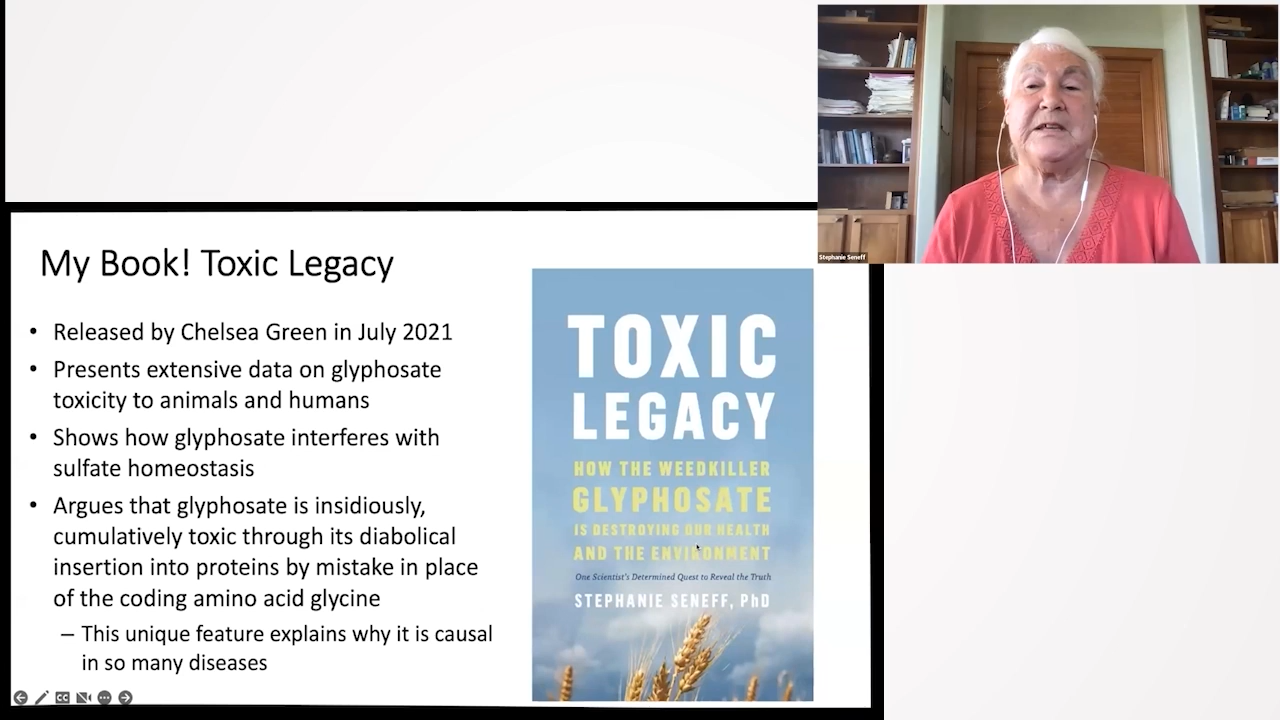 Stephanie Seneff
My Book! Toxic Legacy
• Released by Chelsea Green in July 2021
• Presents extensive data on glyphosate
toxicity to animals and humans
• Shows how glyphosate interferes with
sulfate homeostasis
• Argues that glyphosate is insidiously,
cumulatively toxic through its diabolical
insertion into proteins by mistake in place
of the coding amino acid glycine
– This unique feature explains why it is causal
in so many diseases
TOXIC
LEGACY
HOW THE WEEDKILLER
GLYPHOSATE
IS DESTROYING OUR HEALTH
AND THE ENVIRONMENT
One Scientist's Determined Quest to Reveal the Truth
STEPHANIE SENEFF, PhD
CC